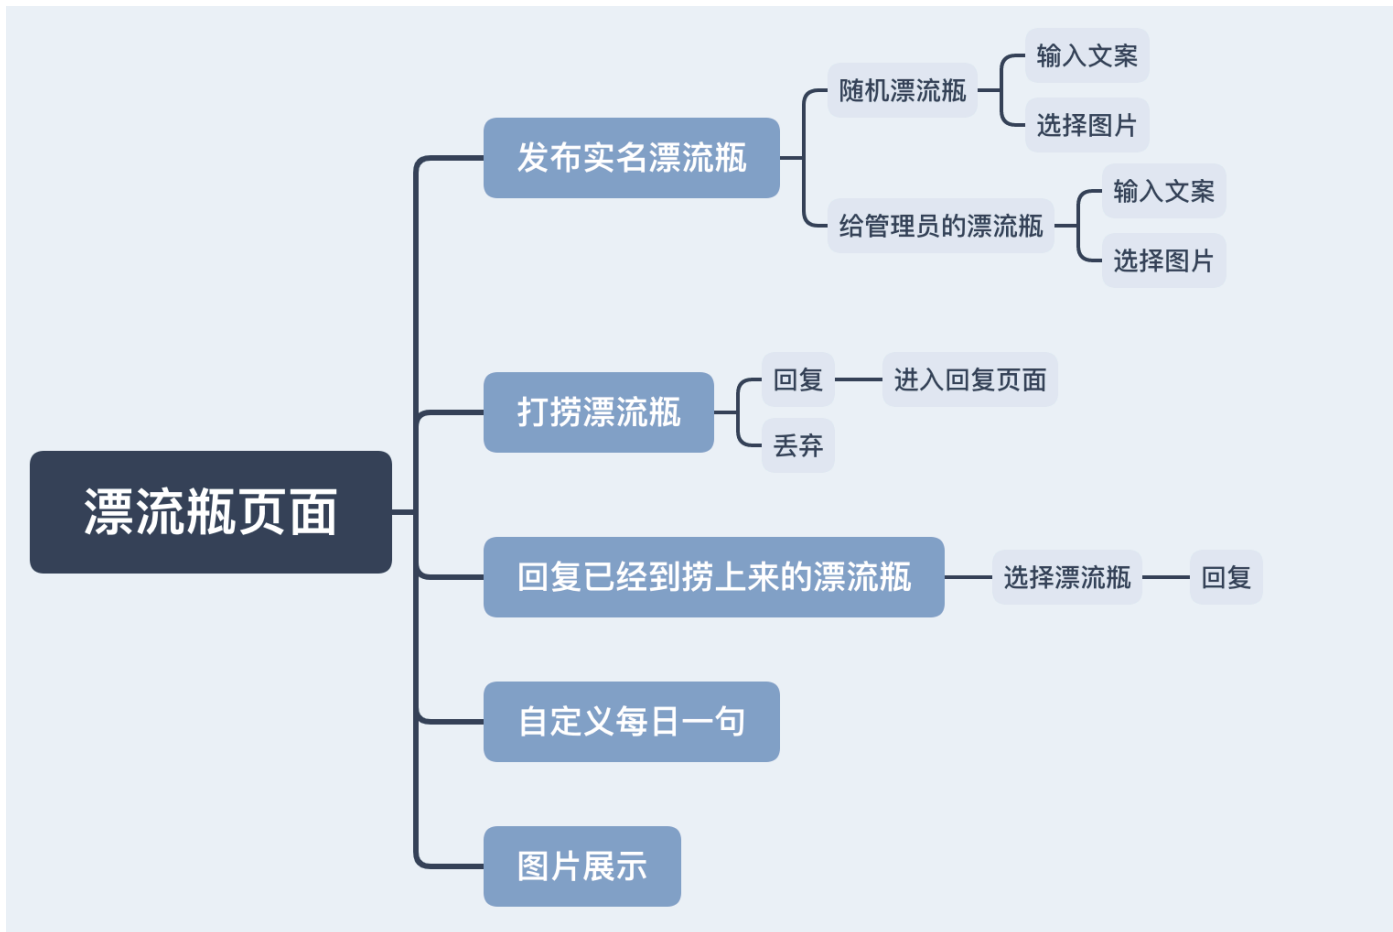 漂流瓶页面
发布实名漂流瓶
随机漂流瓶
输入文案
选择图片
给管理员的漂流瓶
输入文案
选择图片
打捞漂流瓶
回复
进入回复页面
丢弃
回复已经到捞上来的漂流瓶
选择漂流瓶
回复
自定义每日一句
图片展示